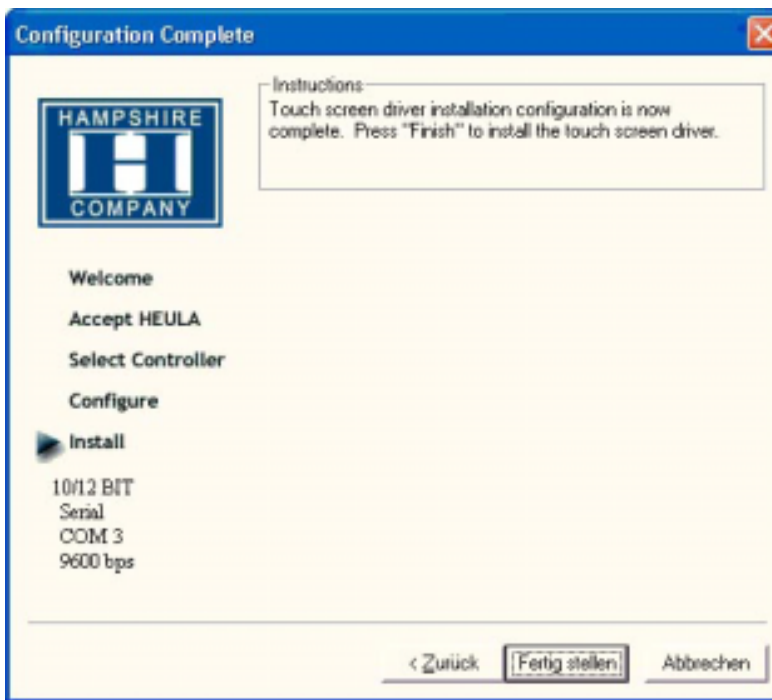 Configuration Complete
Instructions
Touch screen driver installation configuration is now
complete. Press "Finish" to install the touch screen driver.
HAMPSHIRE
H
COMPANY
Welcome
Accept HEULA
Select Controller
Configure
Install
10/12 BIT
Serial
COM 3
9600 bps
< Zurück
Fertig stellen
Abbrechen